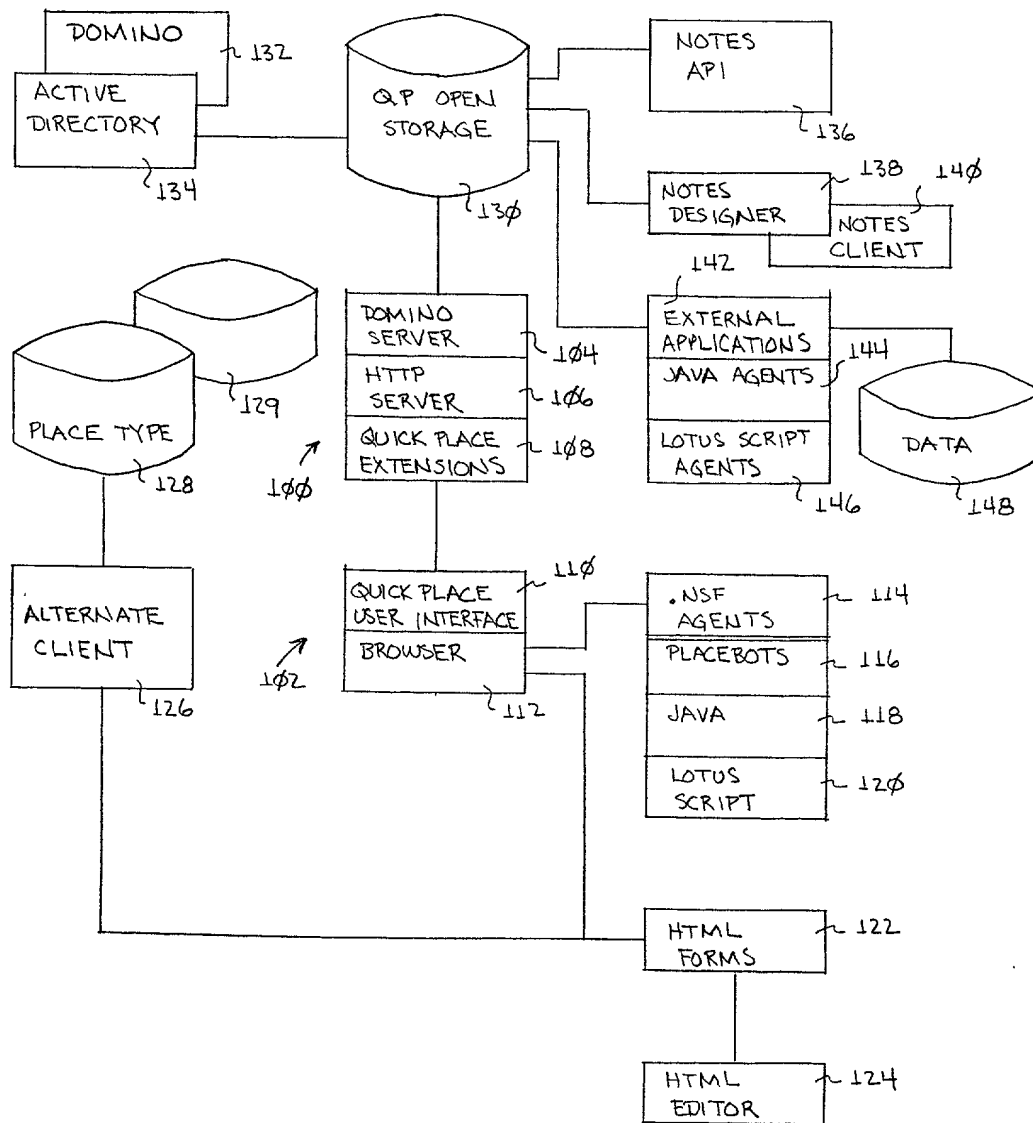 DOMINO
132
ACTIVE
DIRECTORY
134
QP OPEN
STORAGE
130
NOTES
API
136
138
140
NOTES
DESIGNER
NOTES
CLIENT
142
EXTERNAL
APPLICATIONS
144
JAVA AGENTS
LOTUS SCRIPT
AGENTS
146
DATA
148
DOMINO
SERVER
104
HTTP
SERVER
106
QUICK PLACE
EXTENSIONS
108
100
129
PLACE TYPE
128
ALTERNATE
CLIENT
126
110
QUICK PLACE
USER INTERFACE
BROWSER
102
112
.NSF
AGENTS
114
PLACEBOTS
116
JAVA
118
LOTUS
SCRIPT
120
HTML
FORMS
122
HTML
EDITOR
124